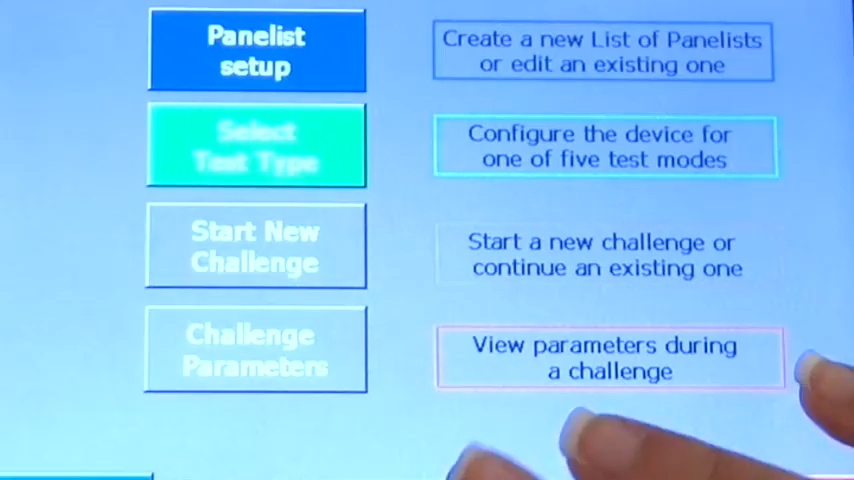 Panelist
setup
Create a new List of Panelists
or edit an existing one
Select
Test Type
Configure the device for
one of five test modes
Start New
Challenge
Start a new challenge or
continue an existing one
Challenge
Parameters
View parameters during
a challenge